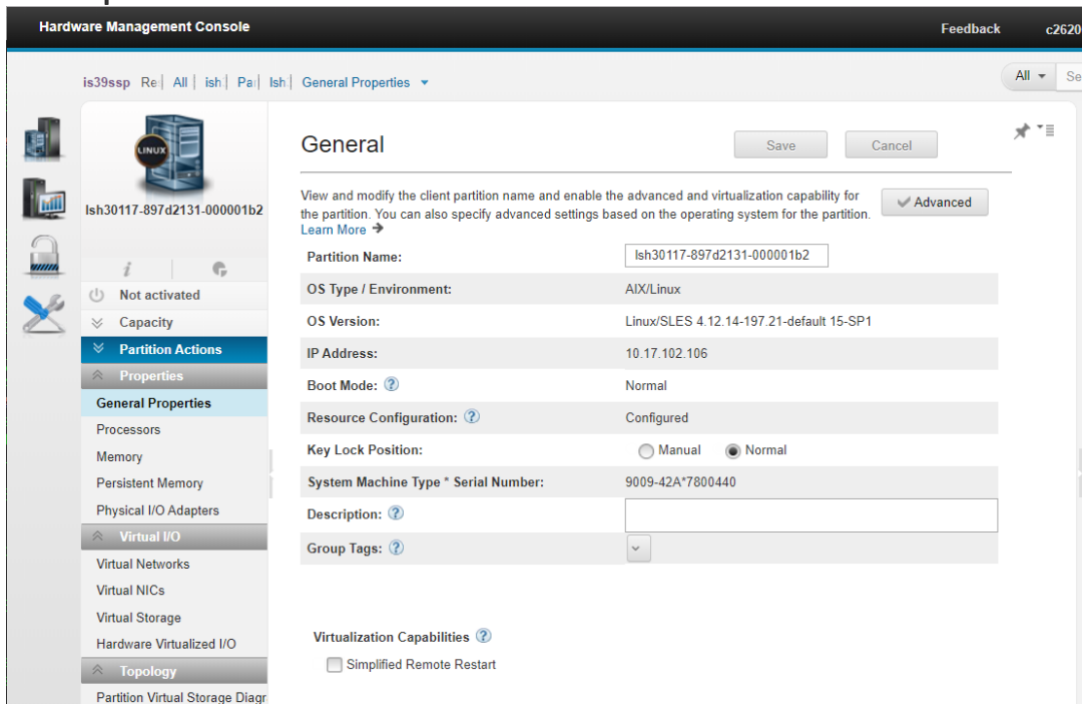 Hardware Management Console
Feedback
c2620
is39ssp Re | All | ish | Pa | lsh | General Properties
All
Se
LINUX
lsh30117-897d2131-000001b2
Not activated
Capacity
Partition Actions
Properties
General Properties
Processors
Memory
Persistent Memory
Physical I/O Adapters
Virtual I/O
Virtual Networks
Virtual NICs
Virtual Storage
Hardware Virtualized I/O
Topology
Partition Virtual Storage Diagr
General
Save
Cancel
View and modify the client partition name and enable the advanced and virtualization capability for
the partition. You can also specify advanced settings based on the operating system for the partition.
Learn More →
Advanced
Partition Name: lsh30117-897d2131-000001b2
OS Type / Environment: AIX/Linux
OS Version: Linux/SLES 4.12.14-197.21-default 15-SP1
IP Address: 10.17.102.106
Boot Mode: ? Normal
Resource Configuration: ? Configured
Key Lock Position: Manual Normal
System Machine Type * Serial Number: 9009-42A*7800440
Description: ?
Group Tags: ?
Virtualization Capabilities ?
Simplified Remote Restart